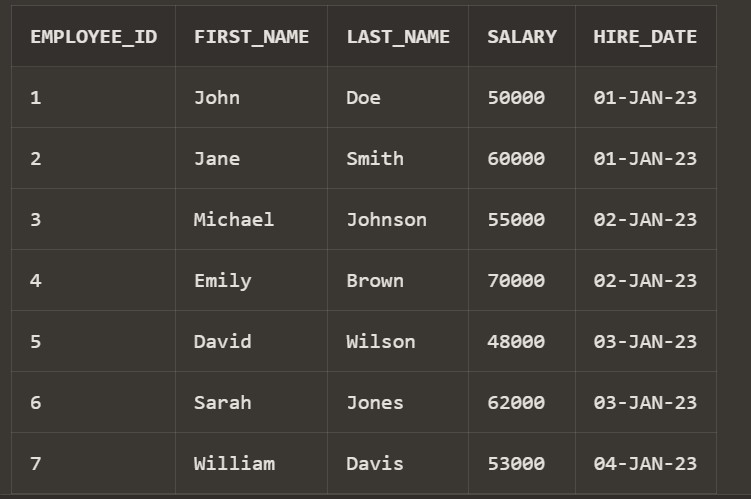 EMPLOYEE_ID FIRST_NAME LAST_NAME SALARY HIRE_DATE
1 John Doe 50000 01-JAN-23
2 Jane Smith 60000 01-JAN-23
3 Michael Johnson 55000 02-JAN-23
4 Emily Brown 70000 02-JAN-23
5 David Wilson 48000 03-JAN-23
6 Sarah Jones 62000 03-JAN-23
7 William Davis 53000 04-JAN-23